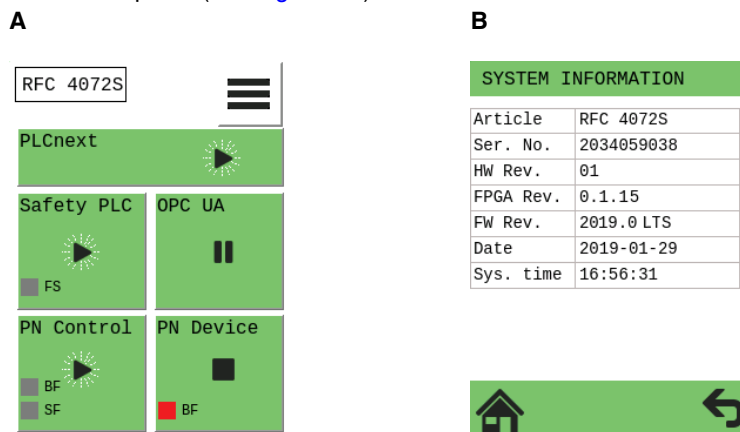 A
B
RFC 4072S
PLCnext
Safety PLC
FS
OPC UA
PN Control
BF
SF
PN Device
BF
SYSTEM INFORMATION
Article RFC 4072S
Ser. No. 2034059038
HW Rev. 01
FPGA Rev. 0.1.15
FW Rev. 2019.0 LTS
Date 2019-01-29
Sys. time 16:56:31